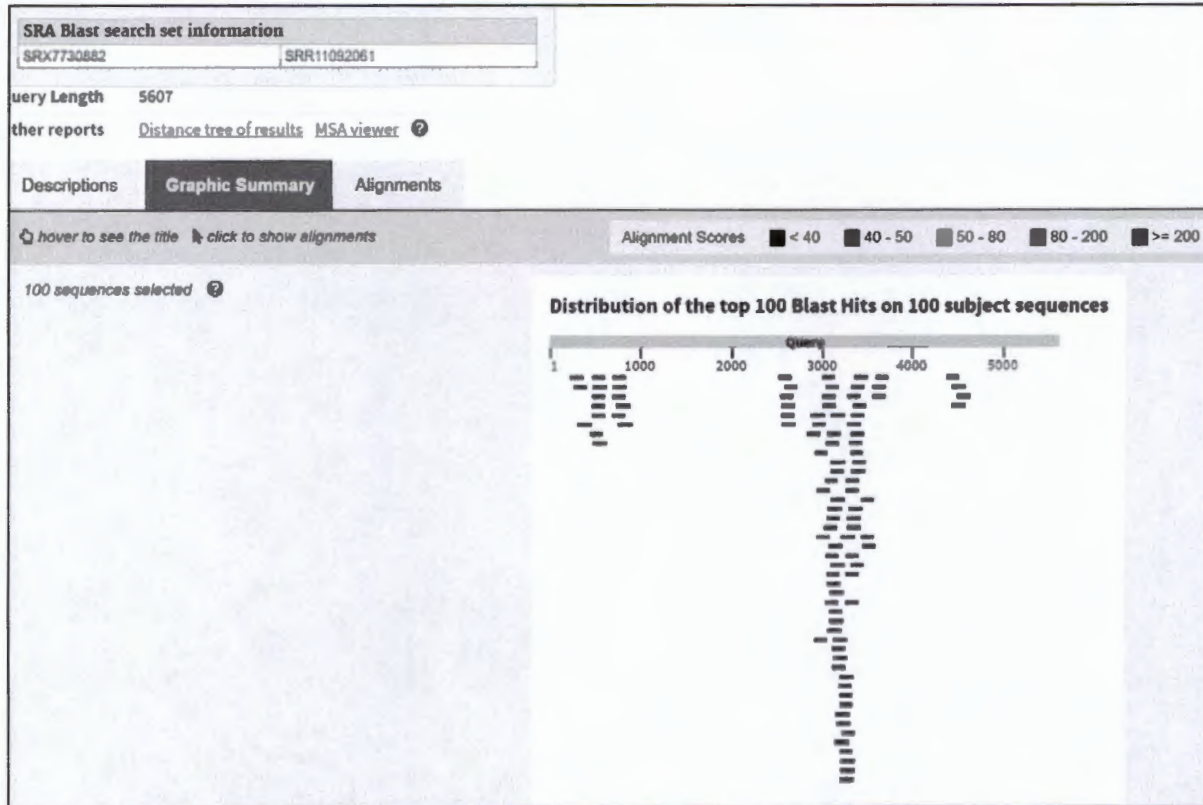 SRA Blast search set information
SRX7730882 SRR11092061
uery Length 5607
ther reports Distance tree of results MSA viewer ?
Descriptions Graphic Summary Alignments
hover to see the title click to show alignments
Alignment Scores < 40 40 - 50 50 - 80 80 - 200 >= 200
100 sequences selected ?
Distribution of the top 100 Blast Hits on 100 subject sequences
Query
1 1000 2000 3000 4000 5000